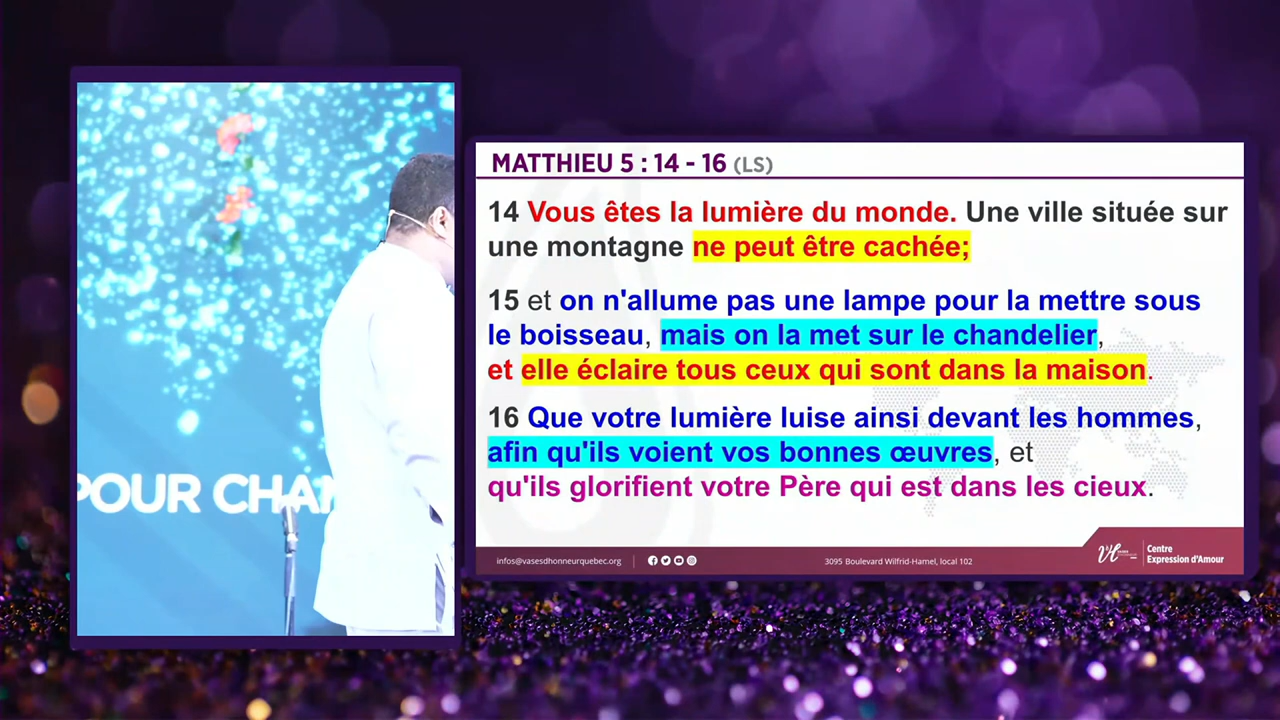 POUR CHAN
MATTHIEU 5 : 14 - 16 (LS)
14 Vous êtes la lumière du monde. Une ville située sur
une montagne ne peut être cachée;
15 et on n'allume pas une lampe pour la mettre sous
le boisseau, mais on la met sur le chandelier,
et elle éclaire tous ceux qui sont dans la maison.
16 Que votre lumière luise ainsi devant les hommes,
afin qu'ils voient vos bonnes œuvres, et
qu'ils glorifient votre Père qui est dans les cieux.
infos@vasesdhonneurquebec.org
3095 Boulevard Wilfrid-Hamel, local 102
Centre
Expression d'Amour